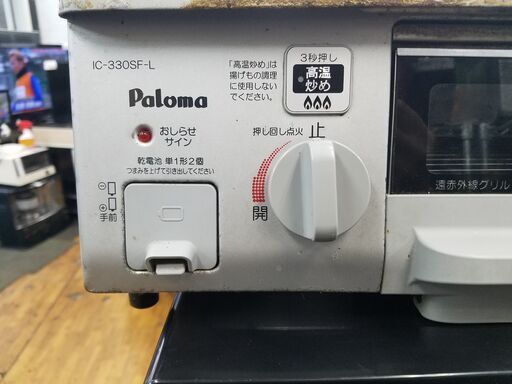 IC-330SF-L
Paloma
おしらせ
サイン
乾電池 単1形2個
つまみを上げて引出してください
手前
「高温炒め」は
揚げもの調理
に使用しない
でください。
3秒押し
高温
炒め
押し回し点火
止
開
遠赤外線グリル